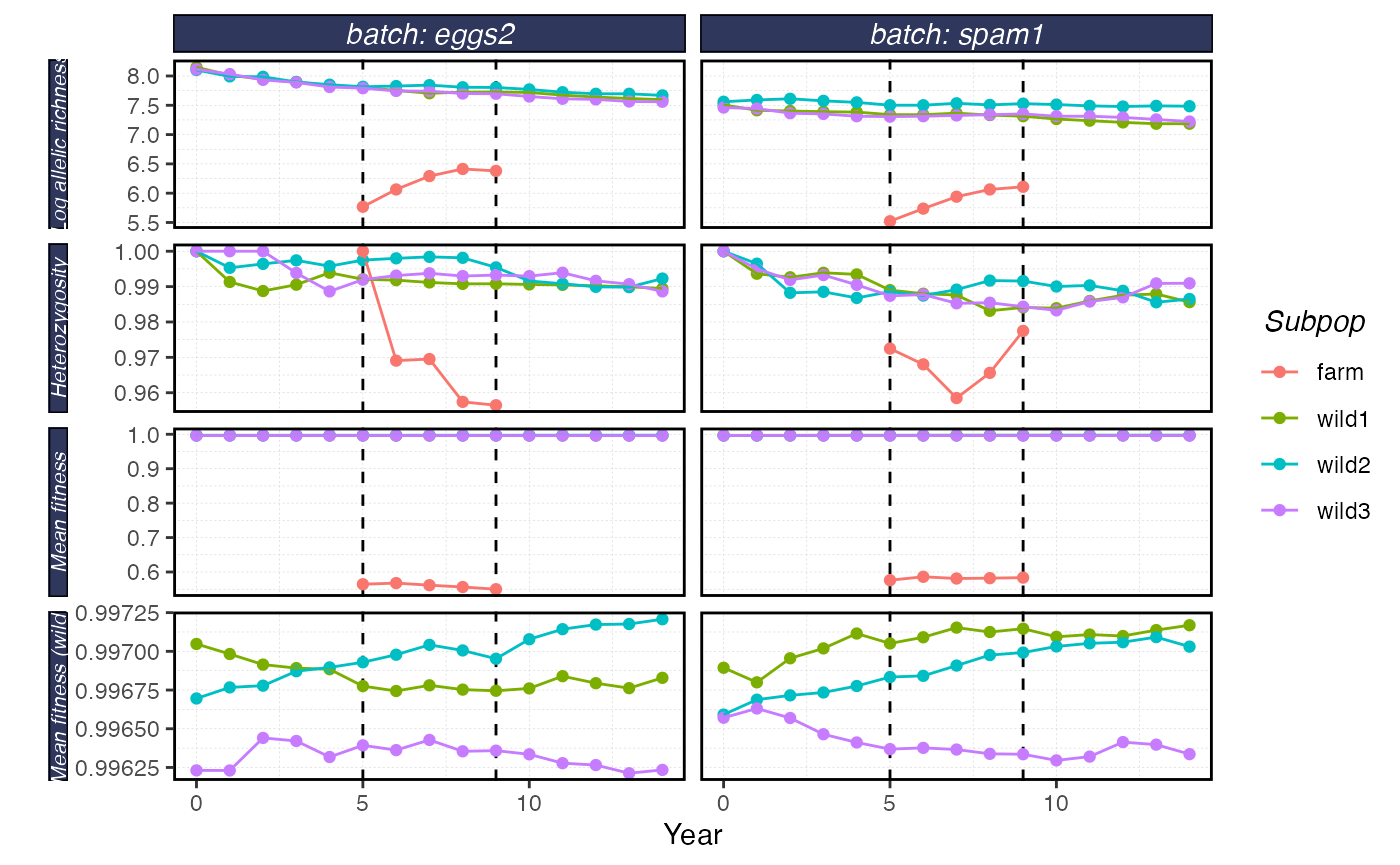 batch: eggs2
batch: spam1
Log allelic richness
8.0
7.5
7.0
6.5
6.0
5.5
Heterozygosity
1.00
0.99
0.98
0.97
0.96
Mean fitness
1.0
0.9
0.8
0.7
0.6
Mean fitness (wild
0.99725
0.99700
0.99675
0.99650
0.99625
0 5 10
0 5 10
Year
Subpop
farm
wild1
wild2
wild3